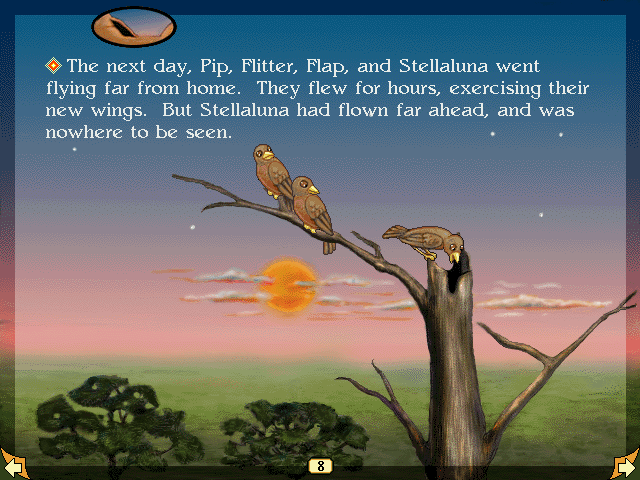 The next day, Pip, Flitter, Flap, and Stellaluna went
flying far from home.  They flew for hours, exercising their
new wings.  But Stellaluna had flown far ahead, and was
nowhere to be seen.
8